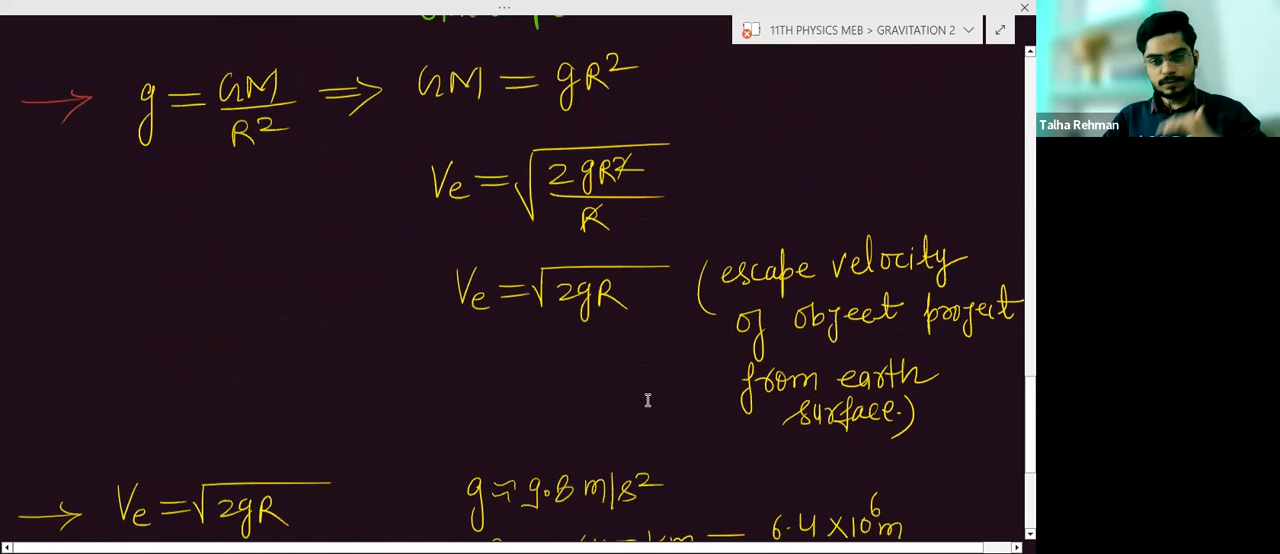 11TH PHYSICS MEB > GRAVITATION 2
Talha Rehman
→ g = GM/R² ⇒ GM = gR²
Ve = √(2gR²/R)
Ve = √2gR (escape velocity
of object project
from earth
surface.)
→ Ve = √2gR g ≈ 9.8 m/s²
km = 6.4 × 10⁶ m